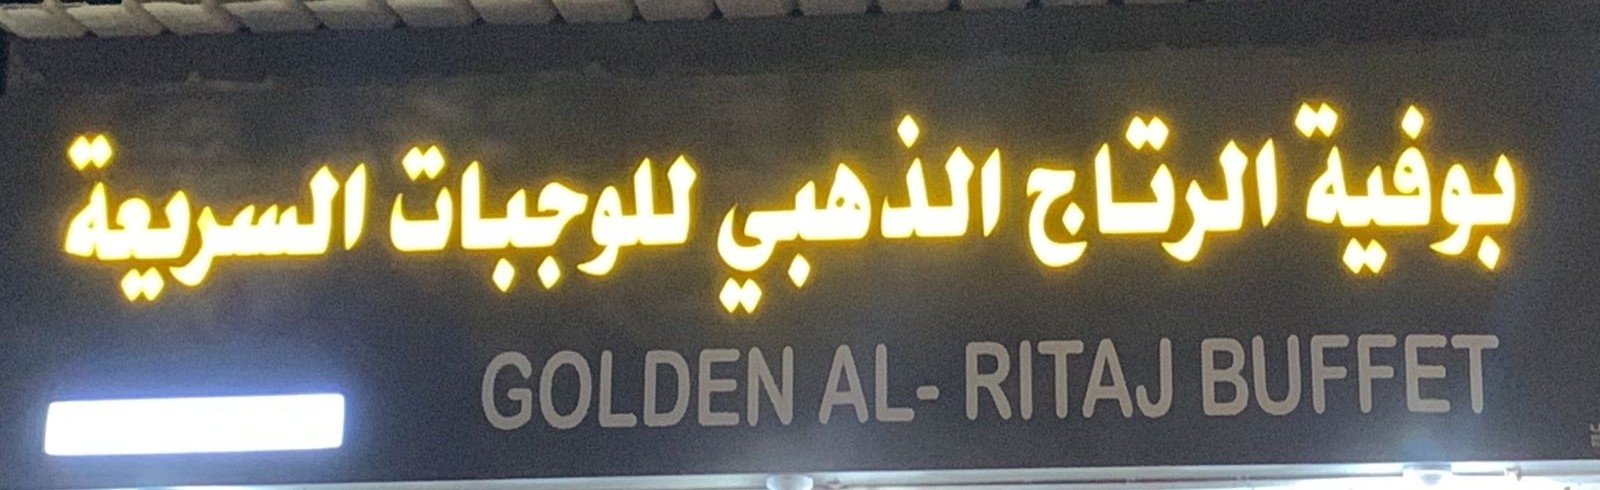 بوفية الرتاج الذهبي للوجبات السريعة
GOLDEN AL- RITAJ BUFFET